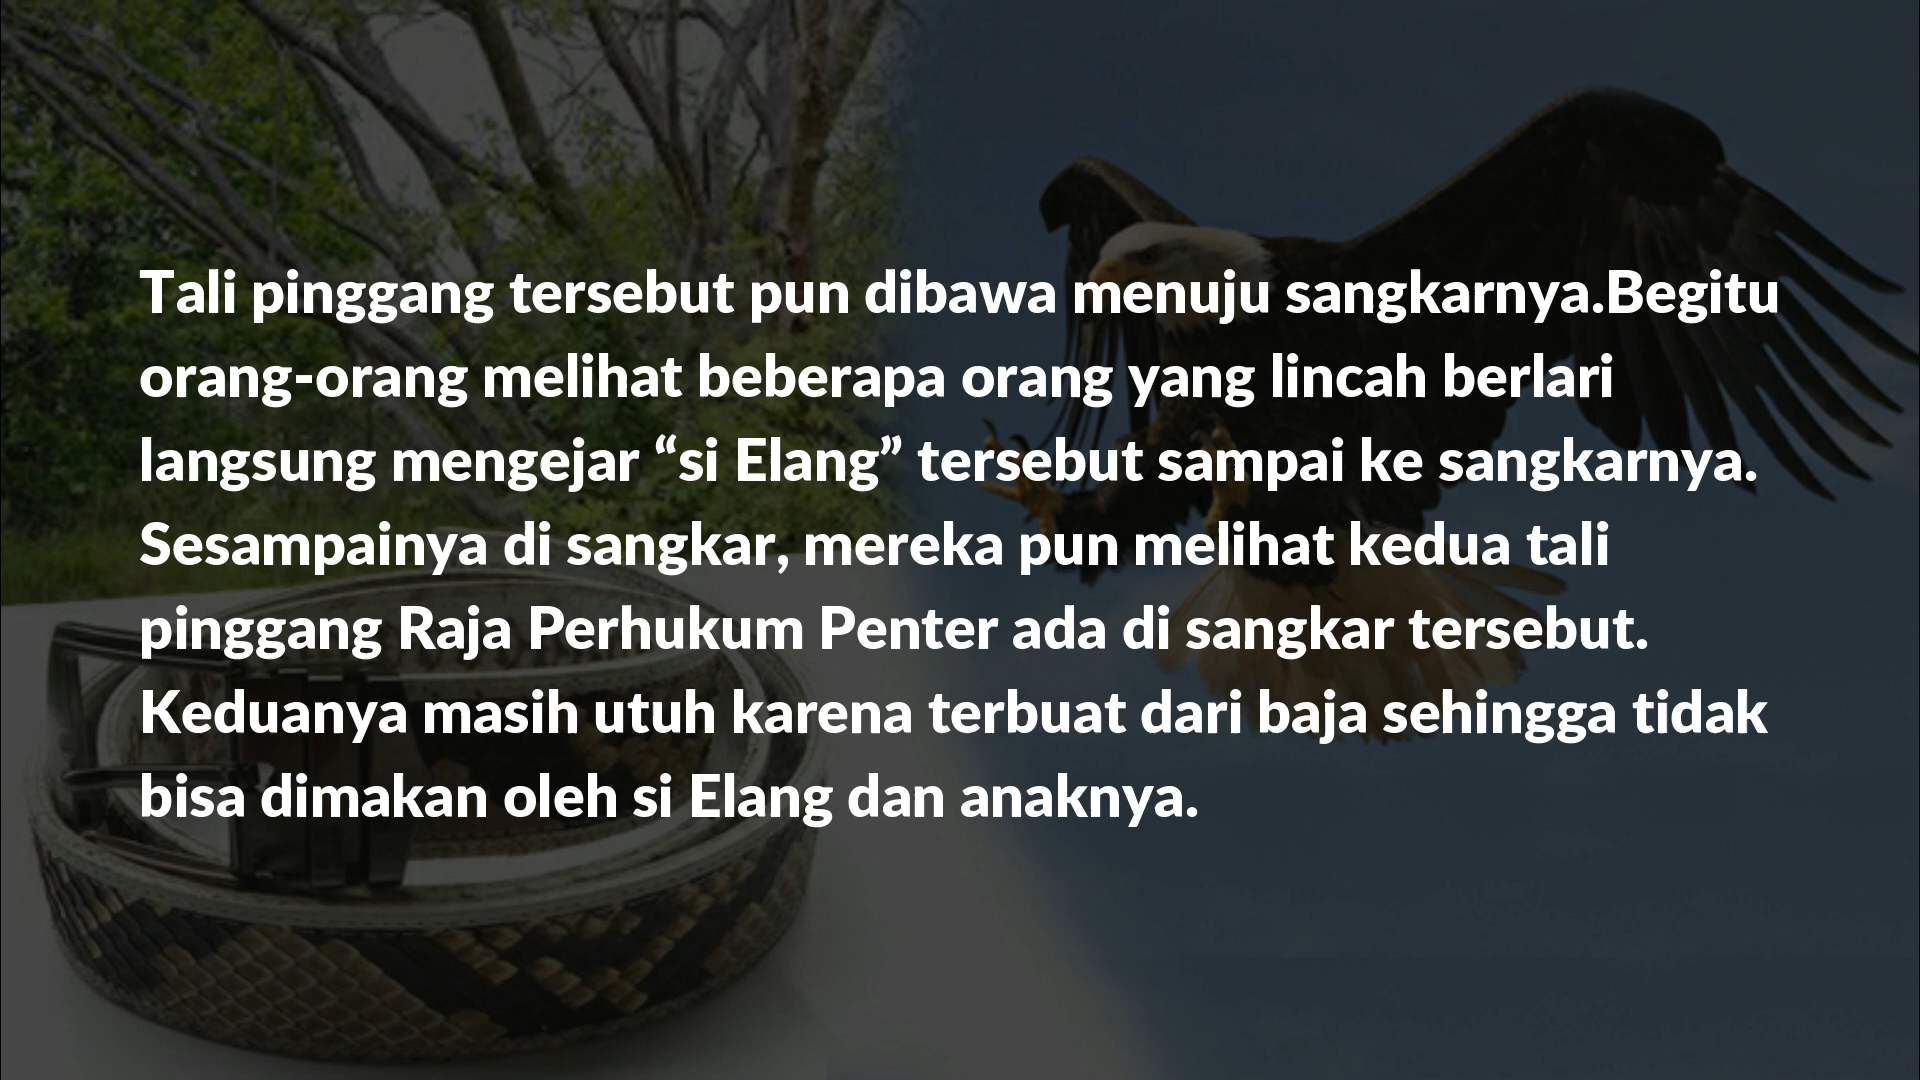 Tali pinggang tersebut pun dibawa menuju sangkarnya.Begitu
orang-orang melihat beberapa orang yang lincah berlari
langsung mengejar “si Elang” tersebut sampai ke sangkarnya.
Sesampainya di sangkar, mereka pun melihat kedua tali
pinggang Raja Perhukum Penter ada di sangkar tersebut.
Keduanya masih utuh karena terbuat dari baja sehingga tidak
bisa dimakan oleh si Elang dan anaknya.